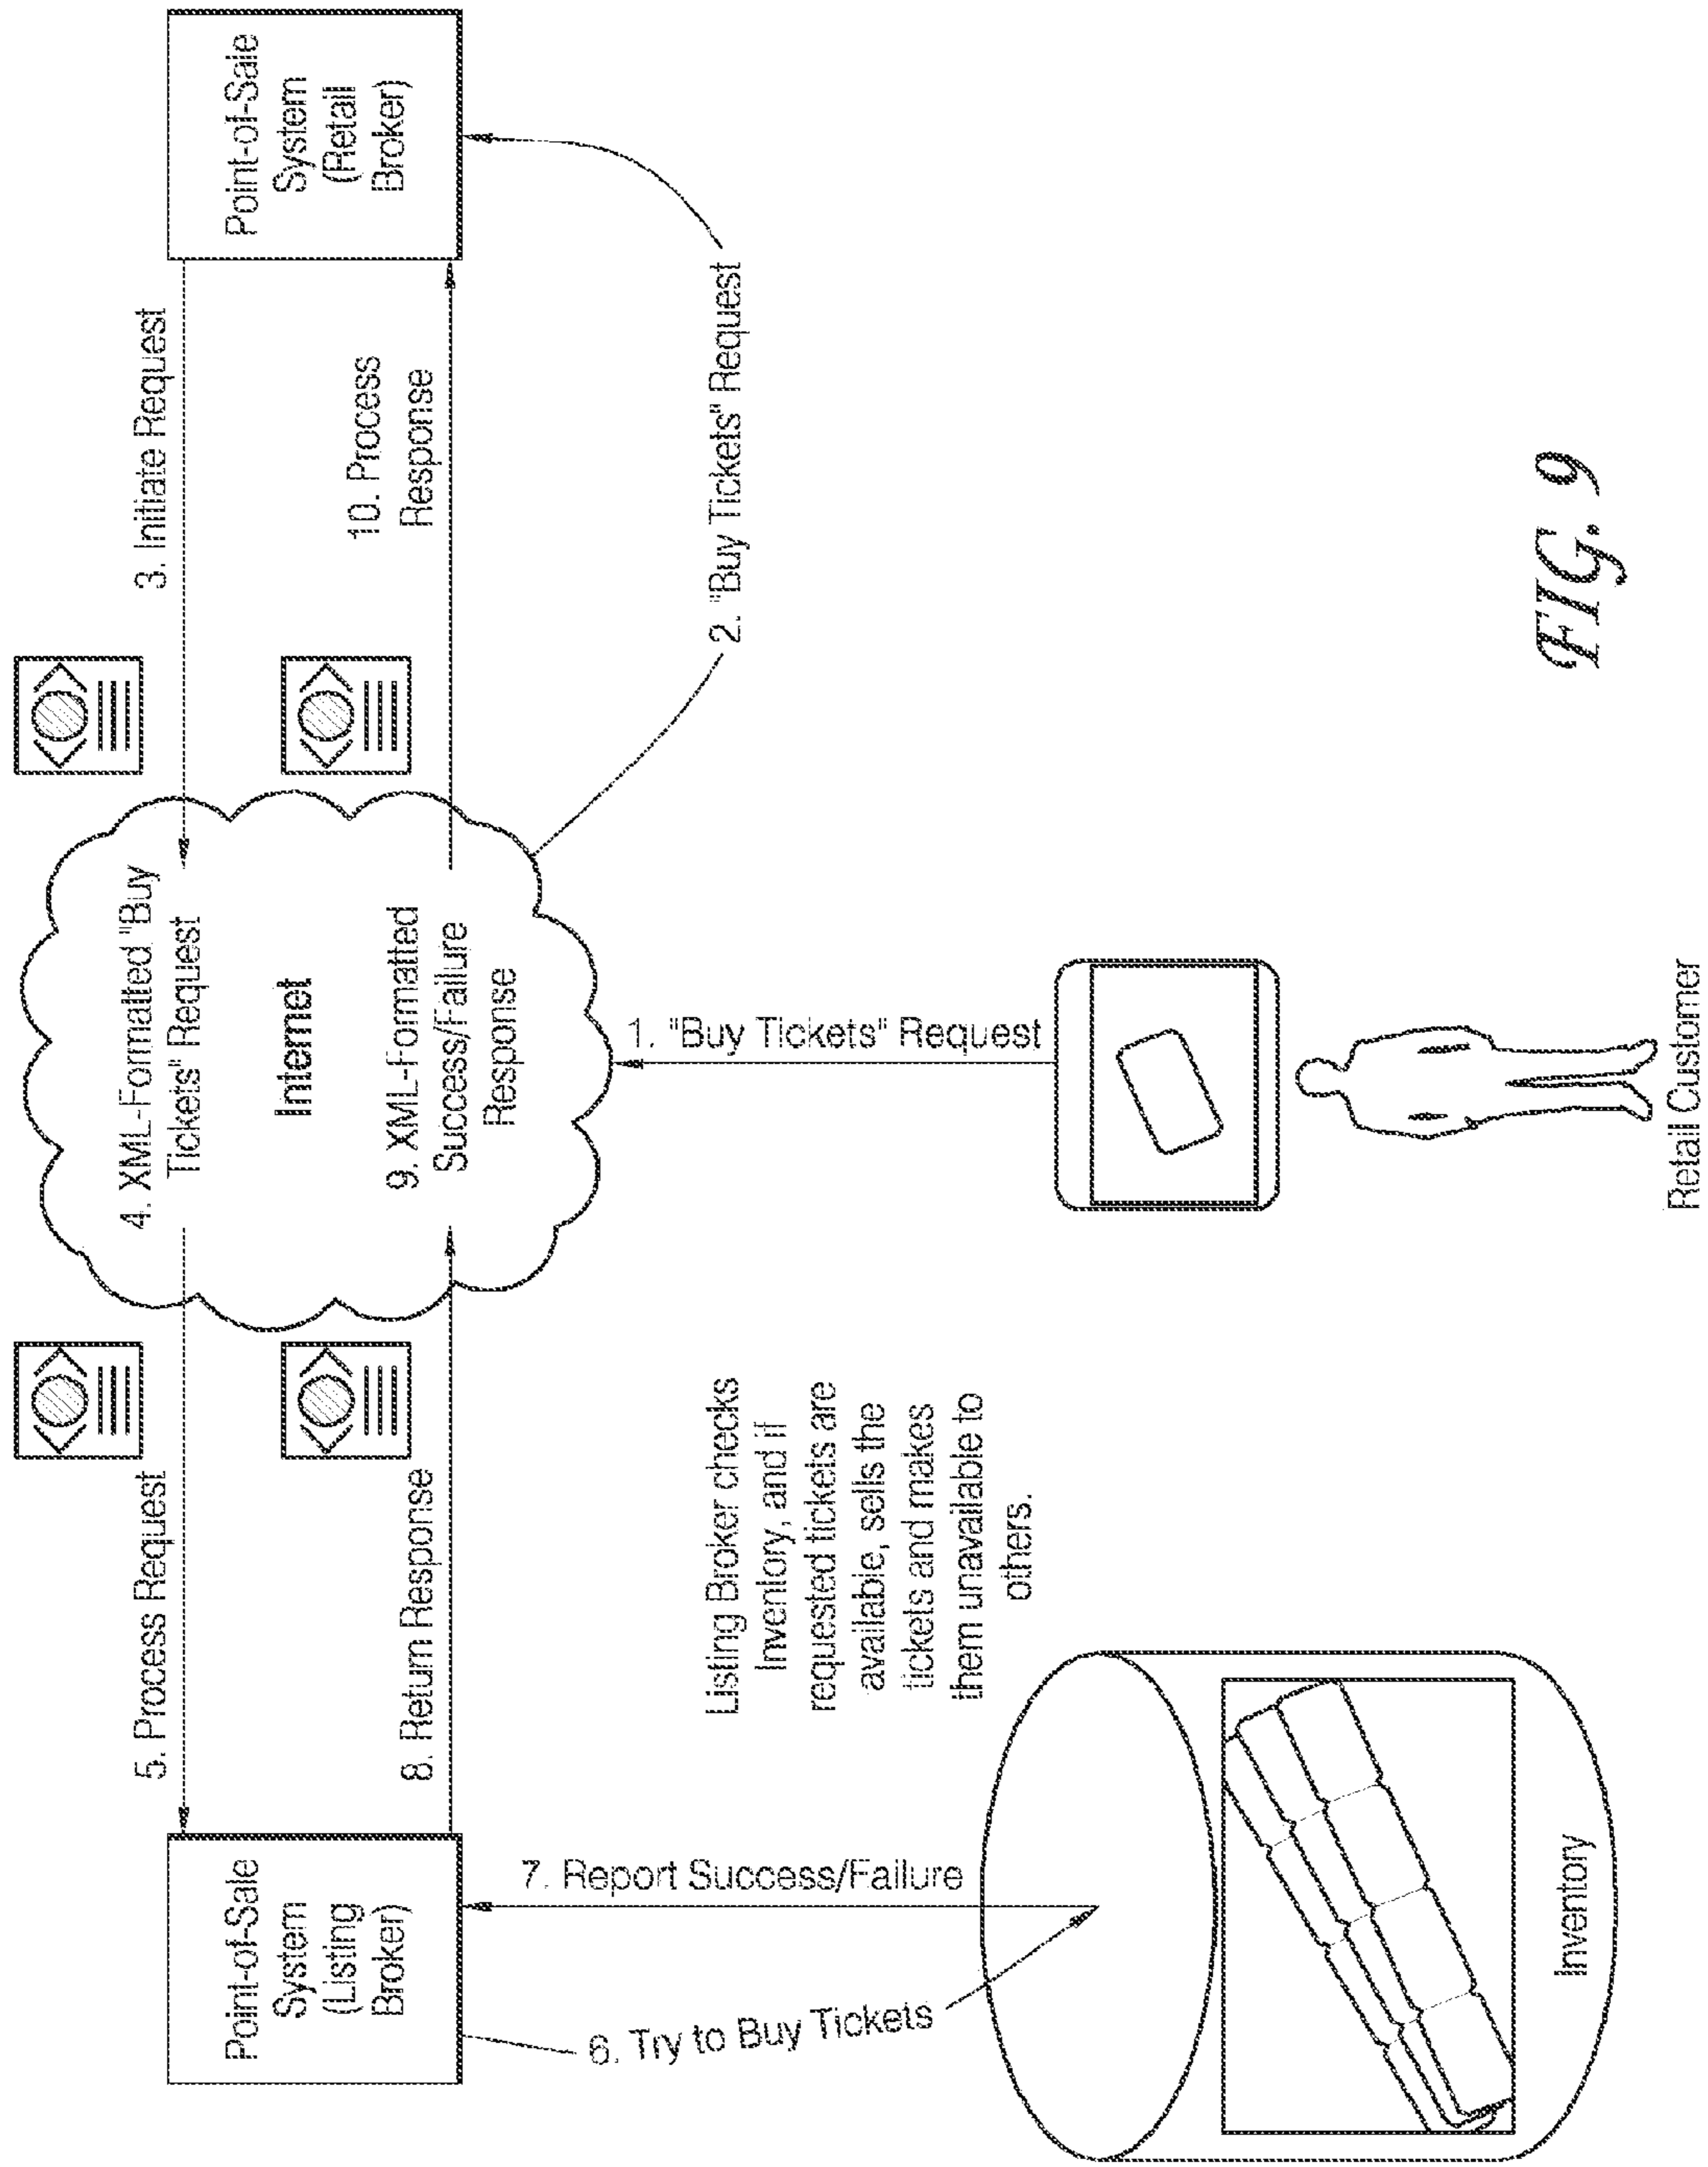 5. Process Request
3. Initiate Request
Point-of-Sale
System
(Listing
Broker)
4. XML-Formatted "Buy
Tickets" Request
Internet
9. XML-Formatted
Success/Failure
Response
Point-of-Sale
System
(Retail
Broker)
8. Return Response
10. Process
Response
7. Report Success/Failure
6. Try to Buy Tickets
Listing Broker checks
Inventory, and if
requested tickets are
available, sells the
tickets and makes
them unavailable to
others.
1. "Buy Tickets" Request
2. "Buy Tickets" Request
Inventory
Retail Customer
FIG. 9